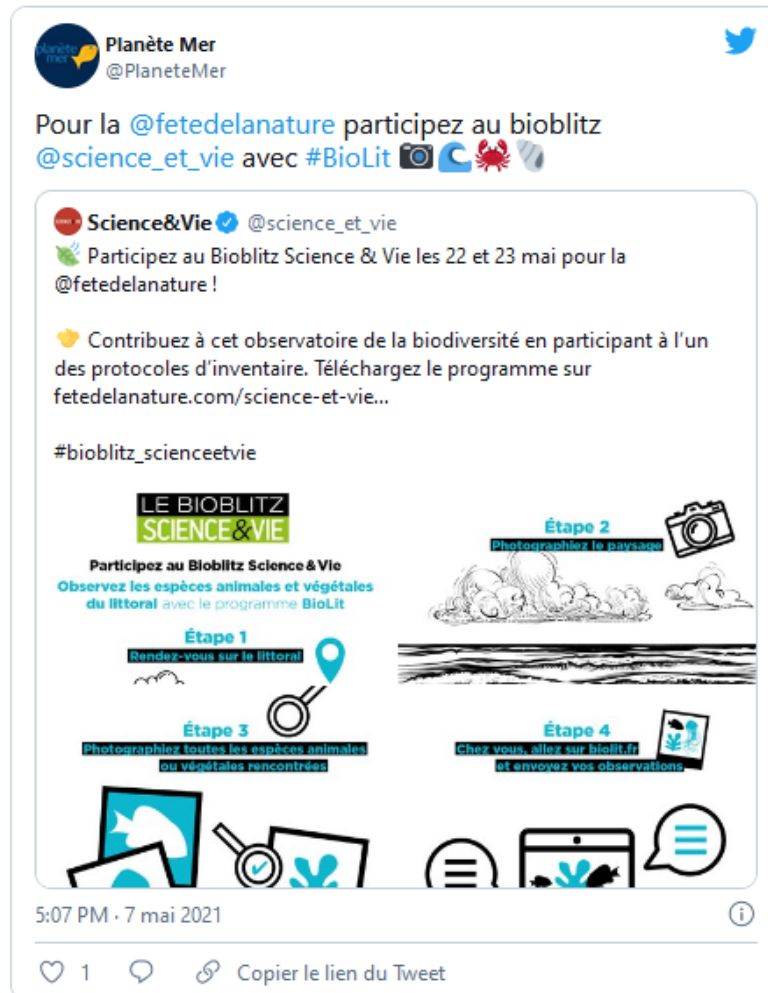 planète
mer
Planète Mer
@PlaneteMer
Pour la @fetedelanature participez au bioblitz
@science_et_vie avec #BioLit 📷🌊🦀🐚
Science&Vie @science_et_vie
🍃 Participez au Bioblitz Science & Vie les 22 et 23 mai pour la
@fetedelanature !
👉 Contribuez à cet observatoire de la biodiversité en participant à l'un
des protocoles d'inventaire. Téléchargez le programme sur
fetedelanature.com/science-et-vie...
#bioblitz_scienceetvie
LE BIOBLITZ
SCIENCE&VIE
Participez au Bioblitz Science & Vie
Observez les espèces animales et végétales
du littoral avec le programme BioLit
Étape 1
Rendez-vous sur le littoral
Étape 2
Photographiez le paysage
Étape 3
Photographiez toutes les espèces animales
ou végétales rencontrées
Étape 4
Chez vous, allez sur biolit.fr
et envoyez vos observations
5:07 PM · 7 mai 2021
1
Copier le lien du Tweet